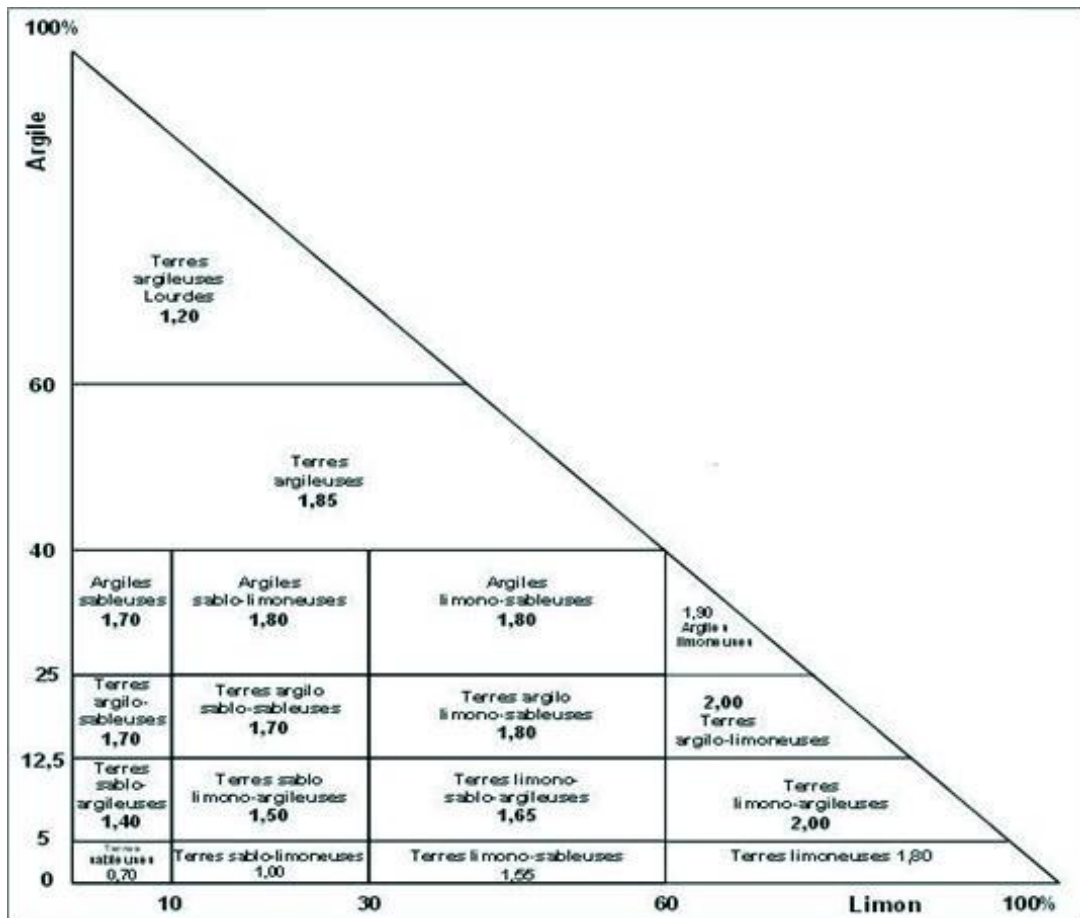 100%
Argile
Terres
argileuses
Lourdes
1,20
60
Terres
argileuses
1,85
40
Argiles
sableuses
1,70
Argiles
sablo-limoneuses
1,80
Argiles
limono-sableuses
1,80
1,90
Argiles
limoneuses
25
Terres
argilo-
sableuses
1,70
Terres argilo
sablo-sableuses
1,70
Terres argilo
limono-sableuses
1,80
2,00
Terres
argilo-limoneuses
12,5
Terres
sablo-
argileuses
1,40
Terres sablo
limono-argileuses
1,50
Terres limono-
sablo-argileuses
1,65
Terres
limono-argileuses
2,00
5
Terres
sableuses
0,70
Terres sablo-limoneuses
1,00
Terres limono-sableuses
1,55
Terres limoneuses 1,80
0
10
30
60
Limon
100%